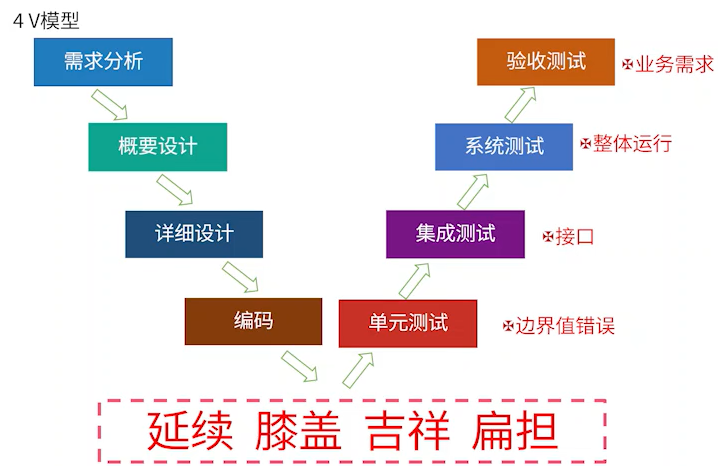 4 V模型
需求分析
验收测试
✠业务需求
概要设计
系统测试
✠整体运行
详细设计
集成测试
✠接口
编码
单元测试
✠边界值错误
延续 膝盖 吉祥 扁担